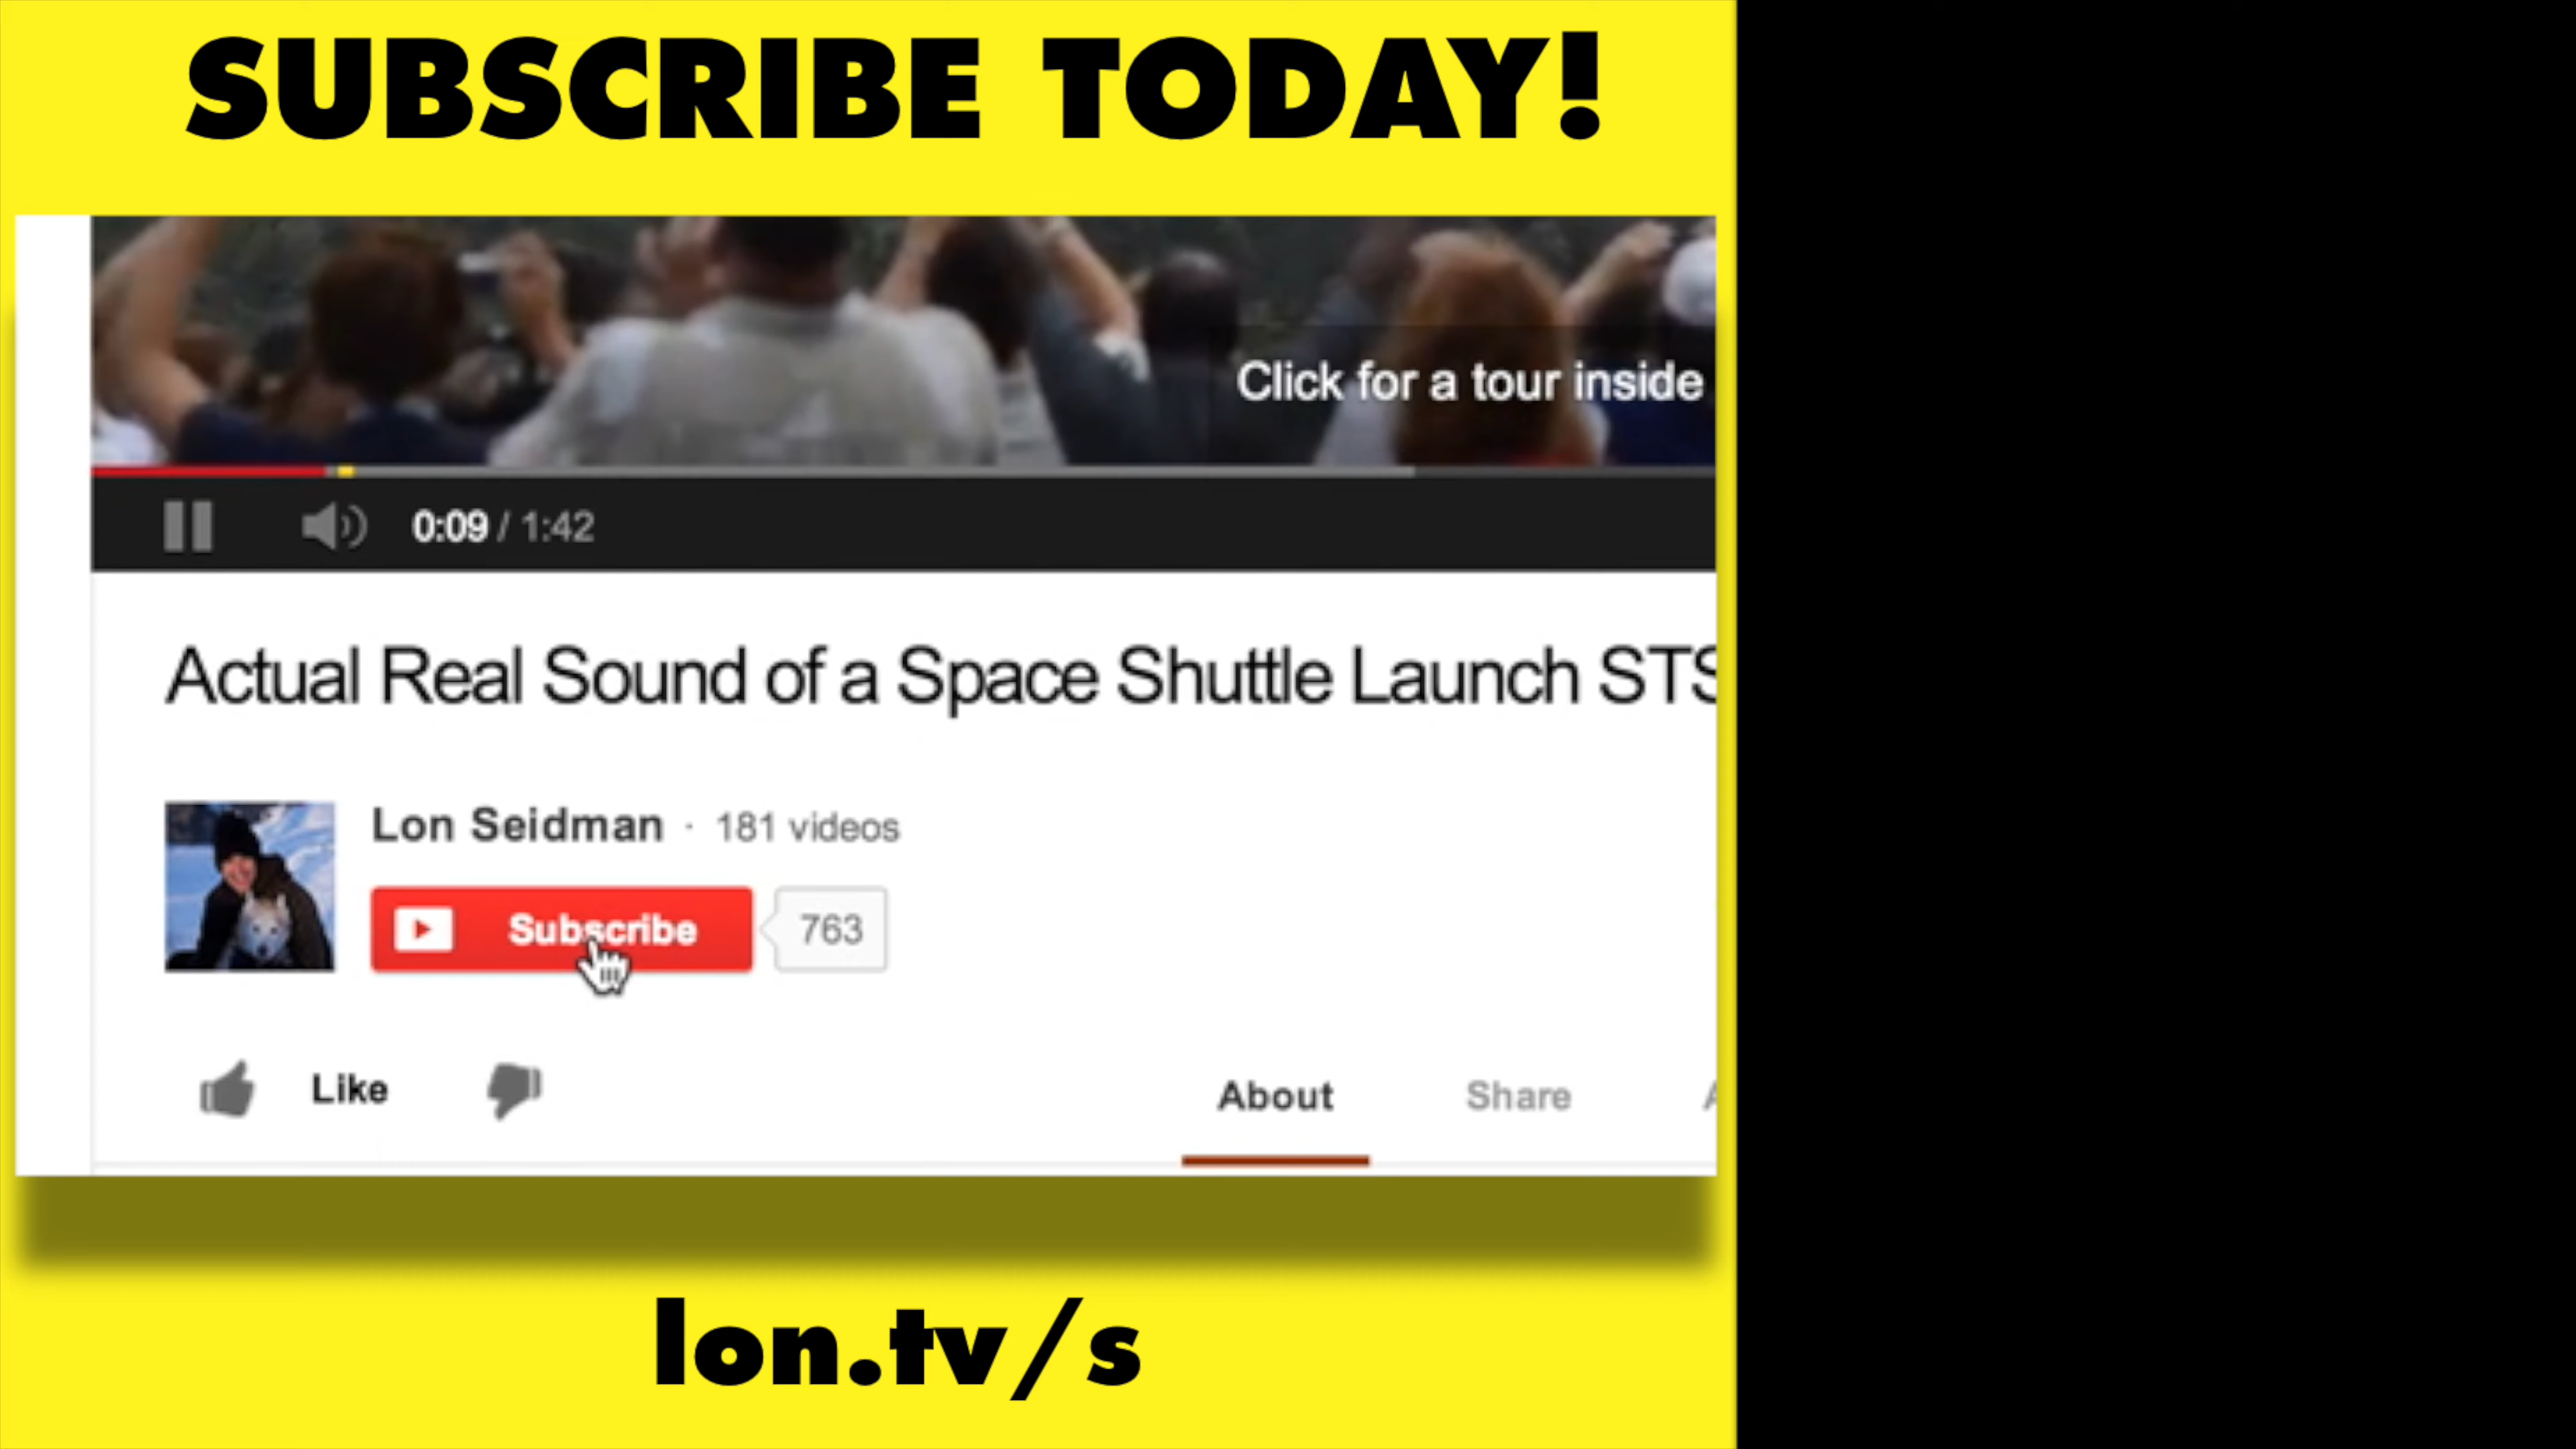 SUBSCRIBE TODAY!
Click for a tour inside
0:09 / 1:42
Actual Real Sound of a Space Shuttle Launch STS
Lon Seidman · 181 videos
Subscribe 763
Like About Share
lon.tv/s